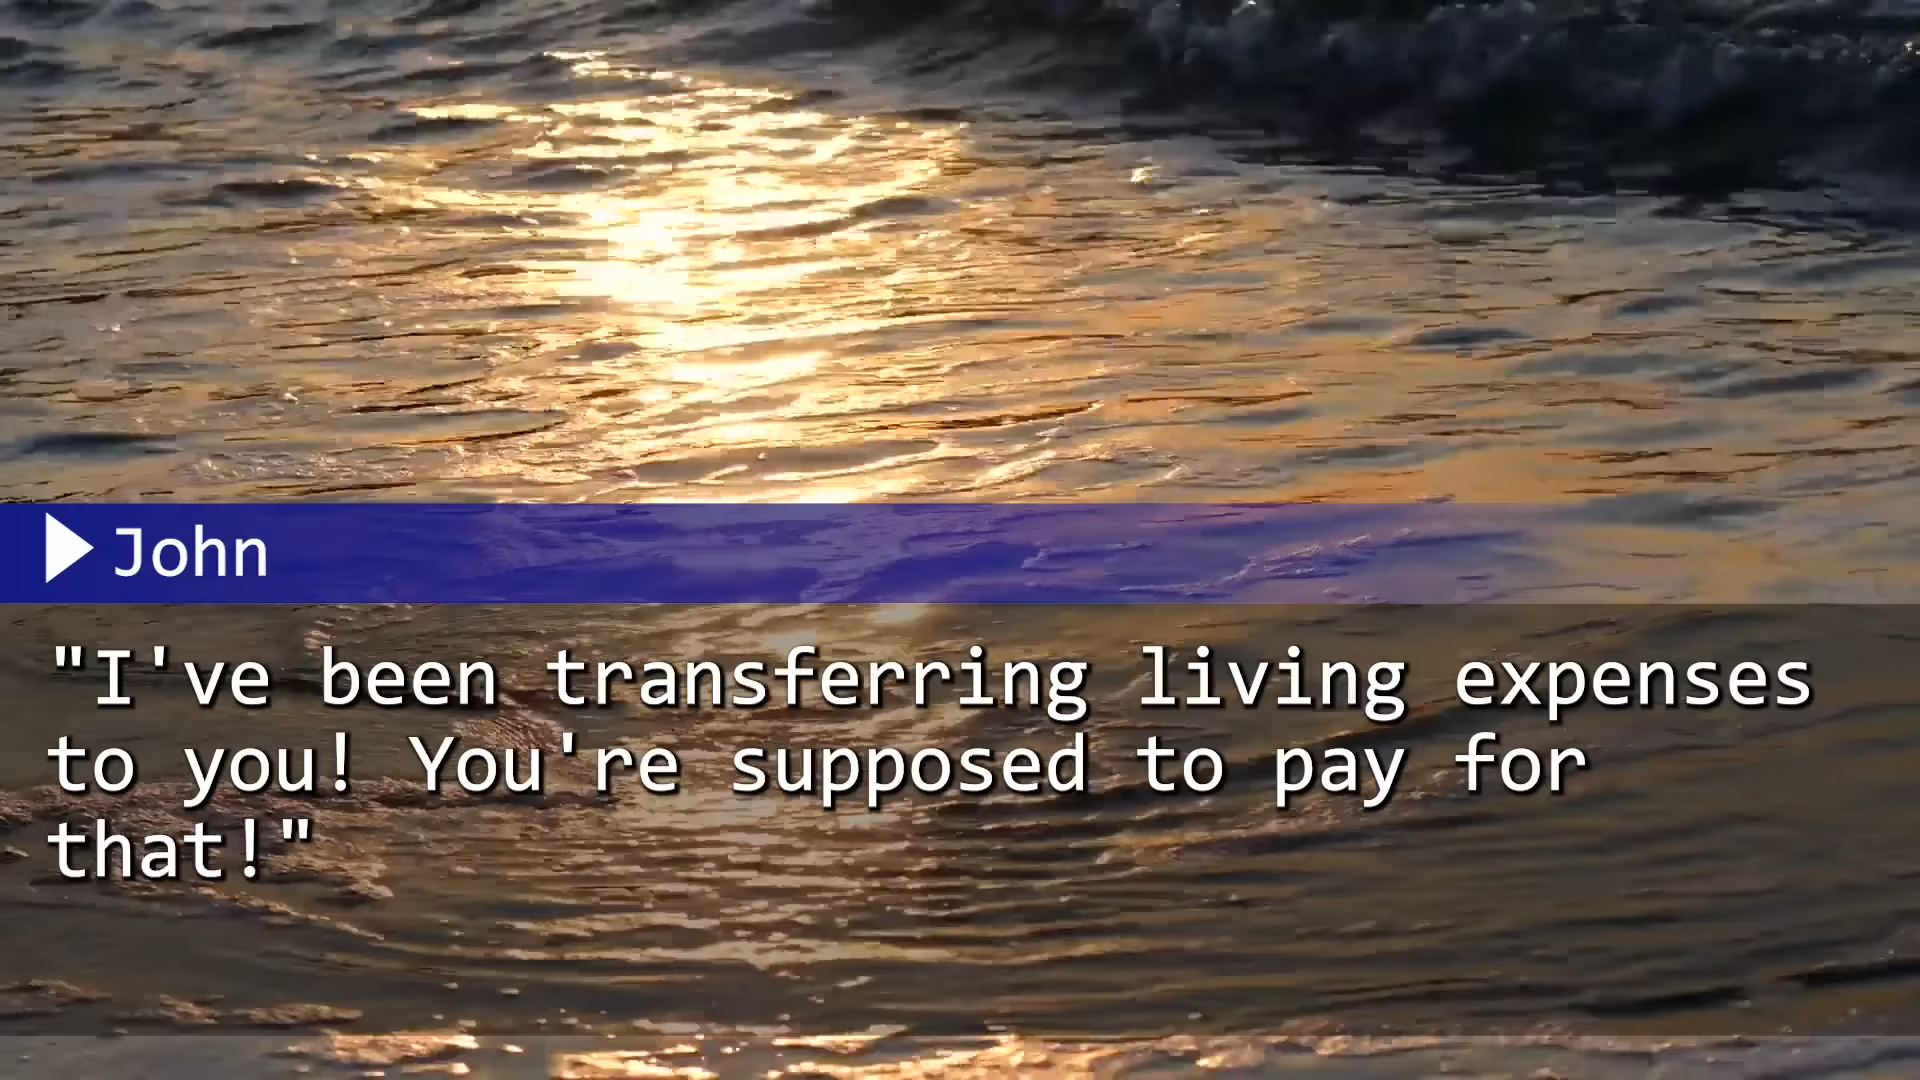 John
"I've been transferring living expenses
to you! You're supposed to pay for
that!"